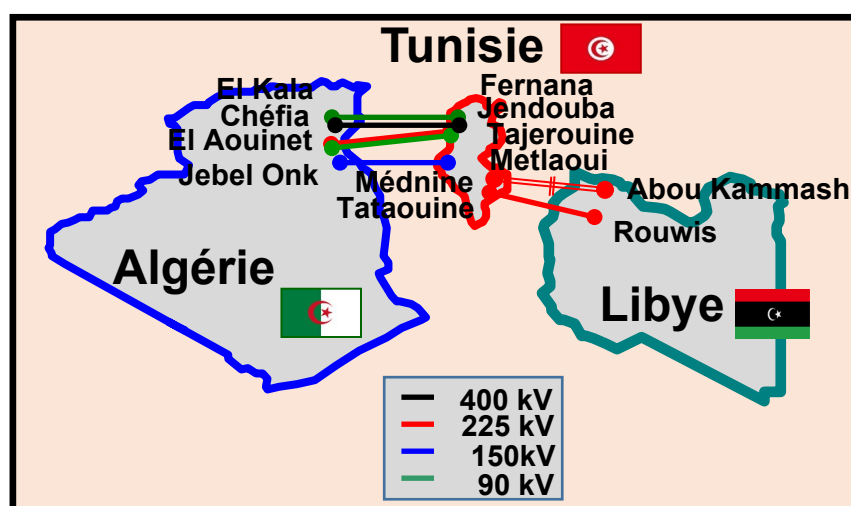 Tunisie
El Kala
Fernana
Chéfia
Jendouba
El Aouinet
Tajerouine
Metlaoui
Jebel Onk
Médnine
Abou Kammash
Tataouine
Rouwis
Algérie
Libye
400 kV
225 kV
150kV
90 kV